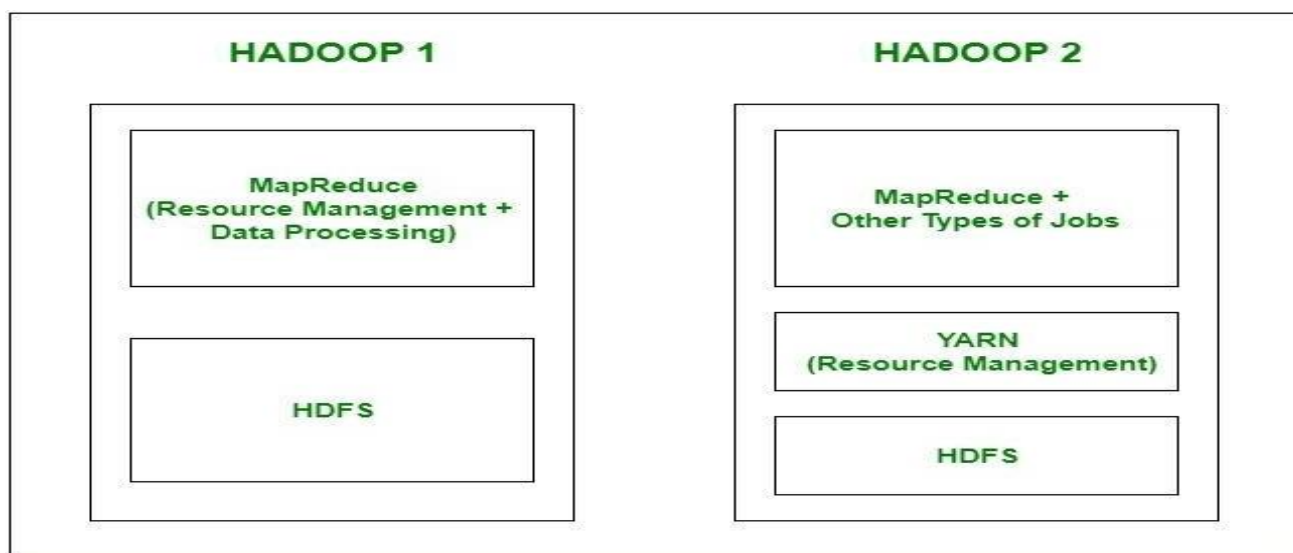 HADOOP 1
MapReduce
(Resource Management +
Data Processing)
HDFS
HADOOP 2
MapReduce +
Other Types of Jobs
YARN
(Resource Management)
HDFS